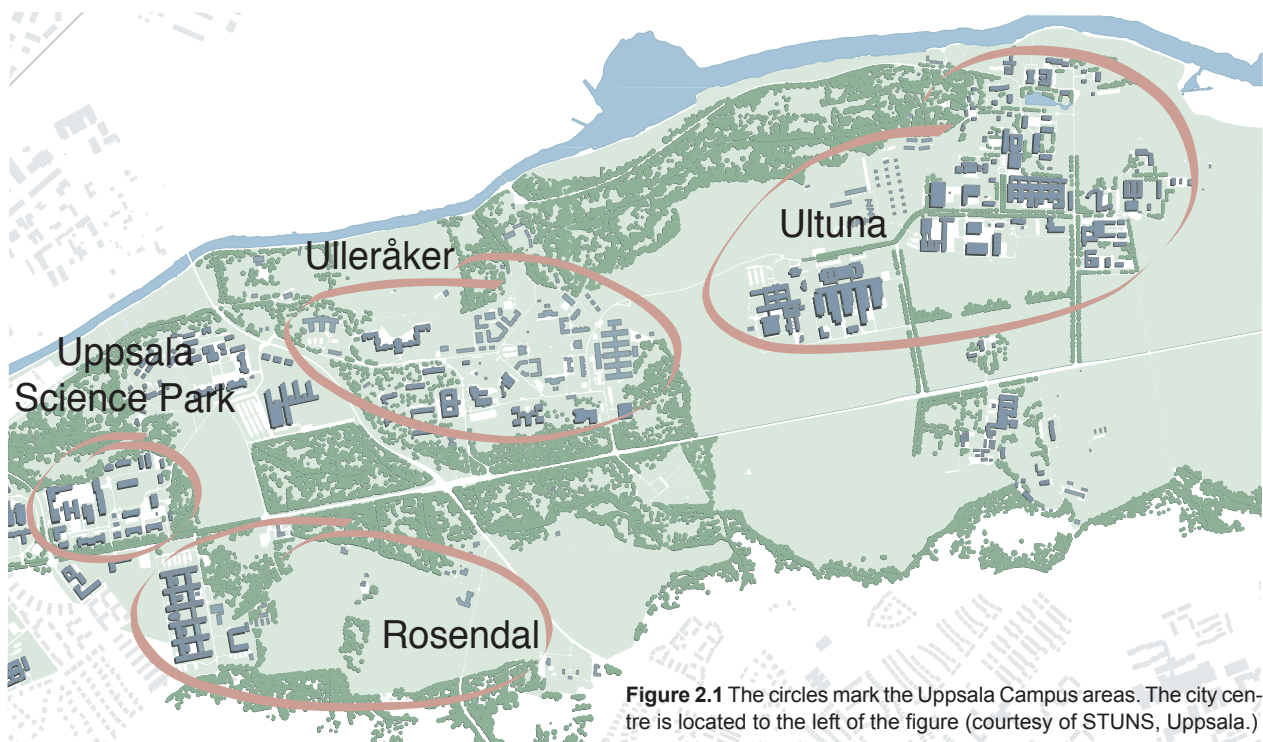 Ultuna
Ulleråker
Uppsala
Science Park
Rosendal
Figure 2.1 The circles mark the Uppsala Campus areas. The city cen-
tre is located to the left of the figure (courtesy of STUNS, Uppsala.)